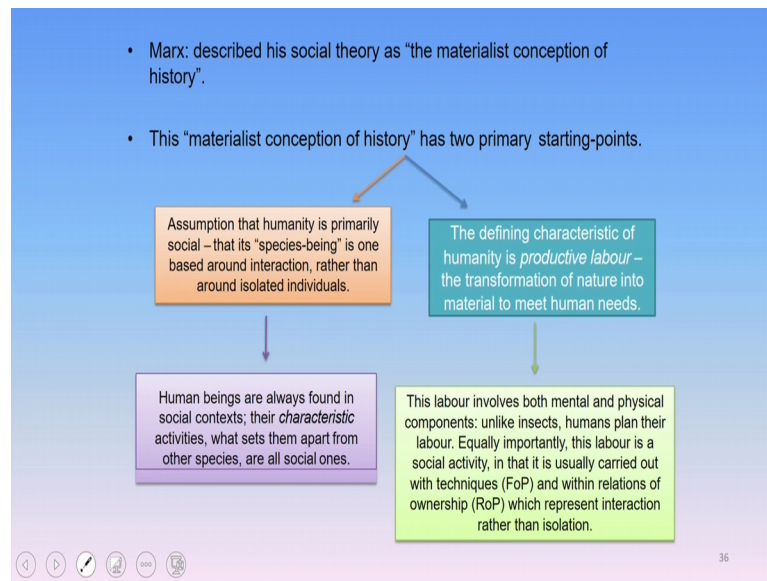 • Marx: described his social theory as “the materialist conception of
history”.
• This “materialist conception of history” has two primary starting-points.
Assumption that humanity is primarily
social – that its “species-being” is one
based around interaction, rather than
around isolated individuals.
The defining characteristic of
humanity is productive labour –
the transformation of nature into
material to meet human needs.
Human beings are always found in
social contexts; their characteristic
activities, what sets them apart from
other species, are all social ones.
This labour involves both mental and physical
components: unlike insects, humans plan their
labour. Equally importantly, this labour is a
social activity, in that it is usually carried out
with techniques (FoP) and within relations of
ownership (RoP) which represent interaction
rather than isolation.
36